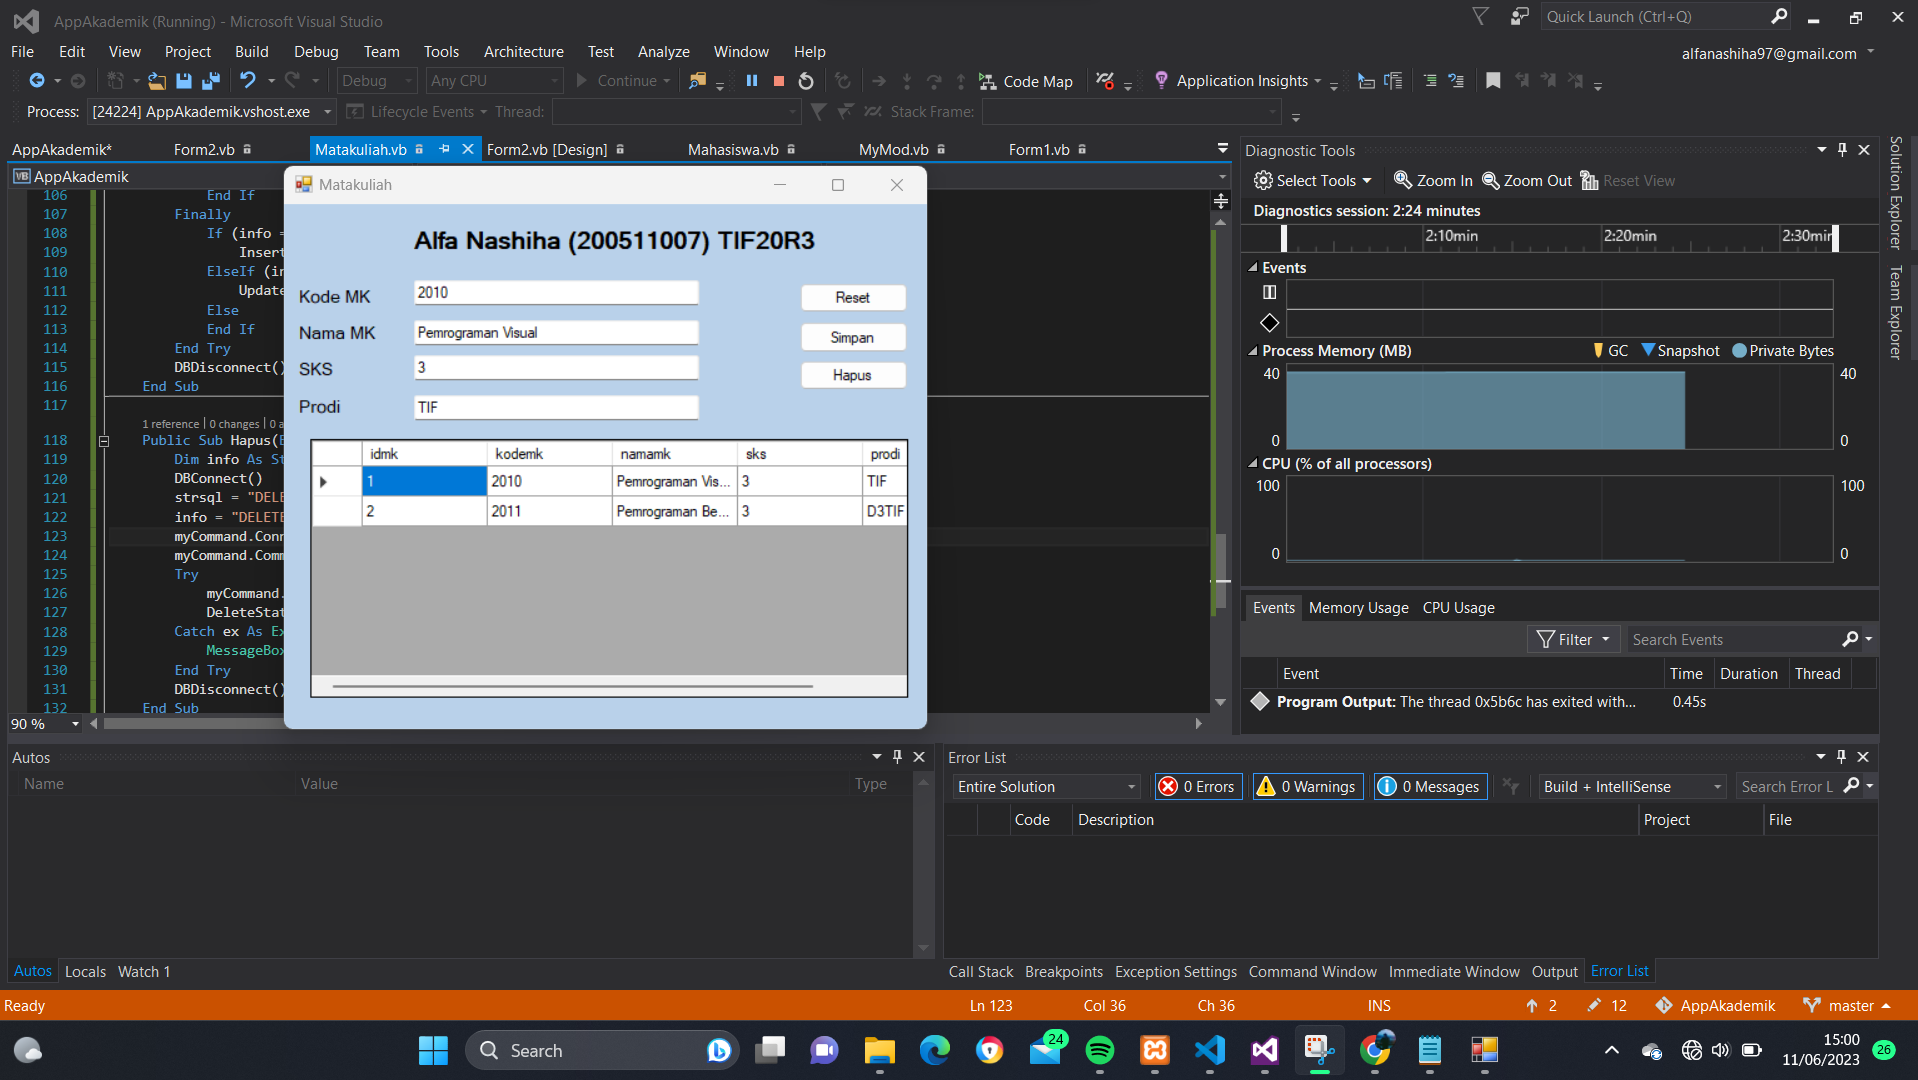 AppAkademik (Running) - Microsoft Visual Studio
Quick Launch (Ctrl+Q)
File Edit View Project Build Debug Team Tools Architecture Test Analyze Window Help
alfanashiha97@gmail.com
Debug Any CPU Continue Code Map Application Insights
Process: [24224] AppAkademik.vshost.exe Lifecycle Events Thread: Stack Frame:
AppAkademik* Form2.vb Matakuliah.vb Form2.vb [Design] Mahasiswa.vb MyMod.vb Form1.vb
VB AppAkademik
106 End If
107 Finally
108 If (info =
109 Insert
110 ElseIf (in
111 Update
112 Else
113 End If
114 End Try
115 DBDisconnect()
116 End Sub
117
1 reference | 0 changes | 0 a
118 Public Sub Hapus(
119 Dim info As St
120 DBConnect()
121 strsql = "DELE
122 info = "DELETE
123 myCommand.Conn
124 myCommand.Comm
125 Try
126 myCommand.
127 DeleteStat
128 Catch ex As Ex
129 MessageBox
130 End Try
131 DBDisconnect()
132 End Sub
90 %
Matakuliah
Alfa Nashiha (200511007) TIF20R3
Kode MK 2010 Reset
Nama MK Pemrograman Visual Simpan
SKS 3 Hapus
Prodi TIF
idmk kodemk namamk sks prodi
1 2010 Pemrograman Vis... 3 TIF
2 2011 Pemrograman Be... 3 D3TIF
Diagnostic Tools
Select Tools Zoom In Zoom Out Reset View
Diagnostics session: 2:24 minutes
2:10min 2:20min 2:30min
Events
Process Memory (MB) GC Snapshot Private Bytes
40 40
0 0
CPU (% of all processors)
100 100
0 0
Events Memory Usage CPU Usage
Filter Search Events
Event Time Duration Thread
Program Output: The thread 0x5b6c has exited with... 0.45s
Solution Explorer
Team Explorer
Autos
Name Value Type
Autos Locals Watch 1
Error List
Entire Solution 0 Errors 0 Warnings 0 Messages Build + IntelliSense Search Error L
Code Description Project File
Call Stack Breakpoints Exception Settings Command Window Immediate Window Output Error List
Ready Ln 123 Col 36 Ch 36 INS 2 12 AppAkademik master
Search
24
15:00
11/06/2023
26